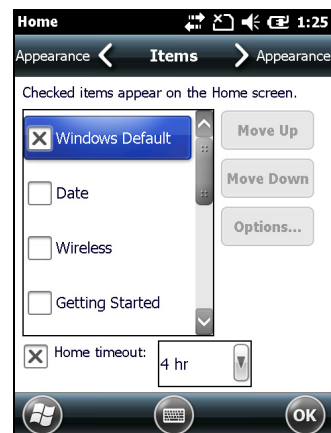 Home 1:25
Appearance Items Appearance
Checked items appear on the Home screen.
Windows Default
Move Up
Date
Move Down
Options...
Wireless
Getting Started
Home timeout: 4 hr
OK